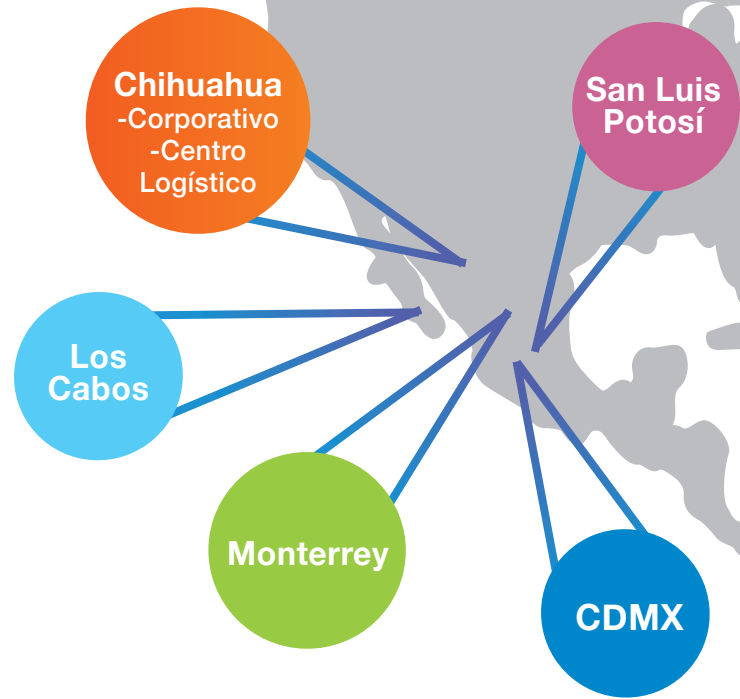 Chihuahua
-Corporativo
-Centro
Logístico
San Luis
Potosí
Los
Cabos
Monterrey
CDMX